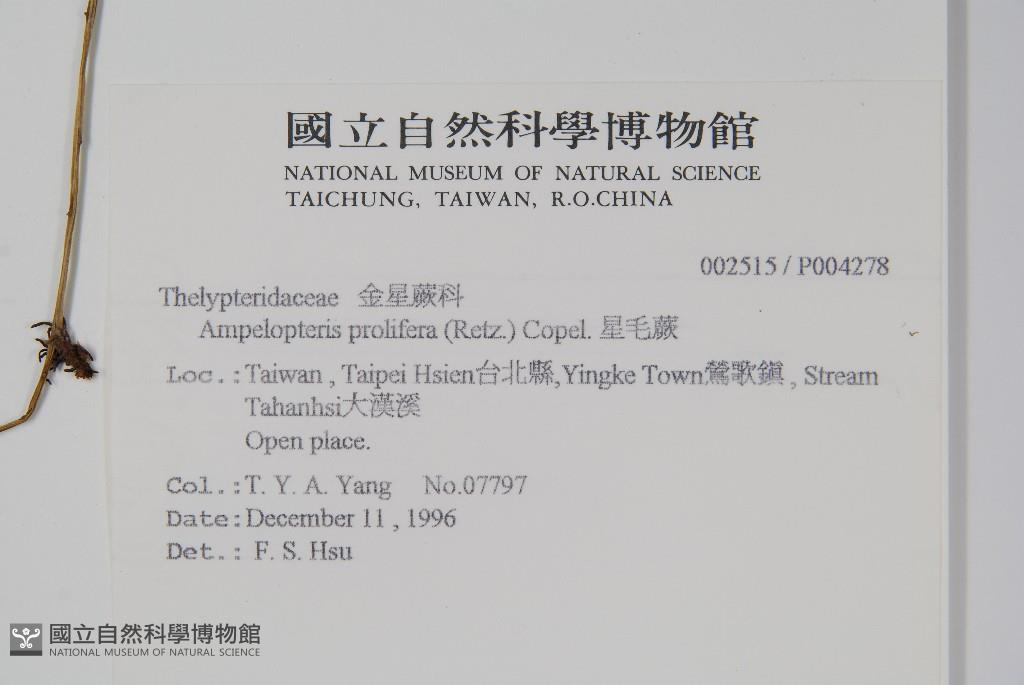 國立自然科學博物館
NATIONAL MUSEUM OF NATURAL SCIENCE
TAICHUNG, TAIWAN, R.O.CHINA
002515 / P004278
Thelypteridaceae 金星蕨科
Ampelopteris prolifera (Retz.) Copel. 星毛蕨
Loc.:Taiwan , Taipei Hsien台北縣,Yingke Town鶯歌鎭 , Stream
Tahanhsi大漢溪
Open place.
Col.:T. Y. A. Yang No.07797
Date:December 11 , 1996
Det.: F. S. Hsu
國立自然科學博物館
NATIONAL MUSEUM OF NATURAL SCIENCE